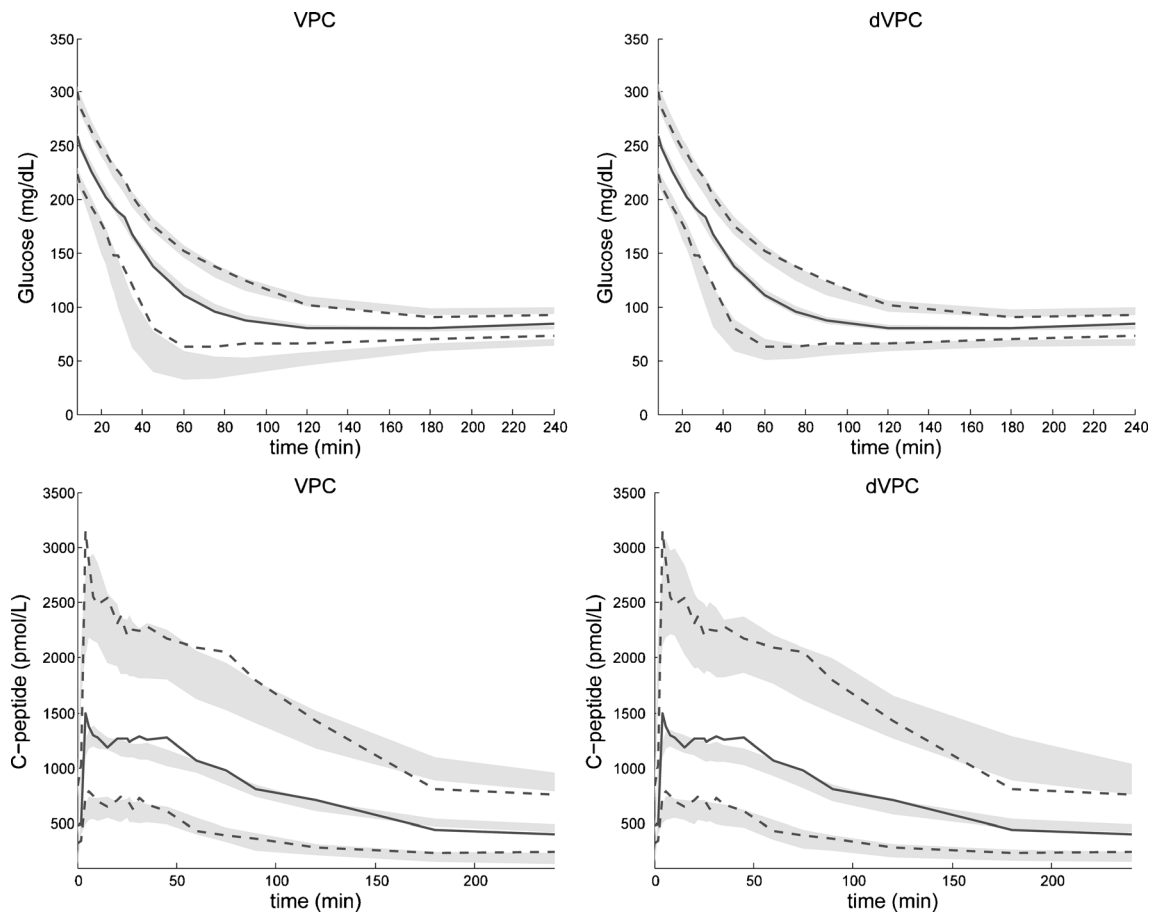 VPC
dVPC
Glucose (mg/dL)
350
300
250
200
150
100
50
0
20 40 60 80 100 120 140 160 180 200 220 240
time (min)
Glucose (mg/dL)
350
300
250
200
150
100
50
0
20 40 60 80 100 120 140 160 180 200 220 240
time (min)
VPC
dVPC
C−peptide (pmol/L)
3500
3000
2500
2000
1500
1000
500
0 50 100 150 200
time (min)
C−peptide (pmol/L)
3500
3000
2500
2000
1500
1000
500
0 50 100 150 200
time (min)